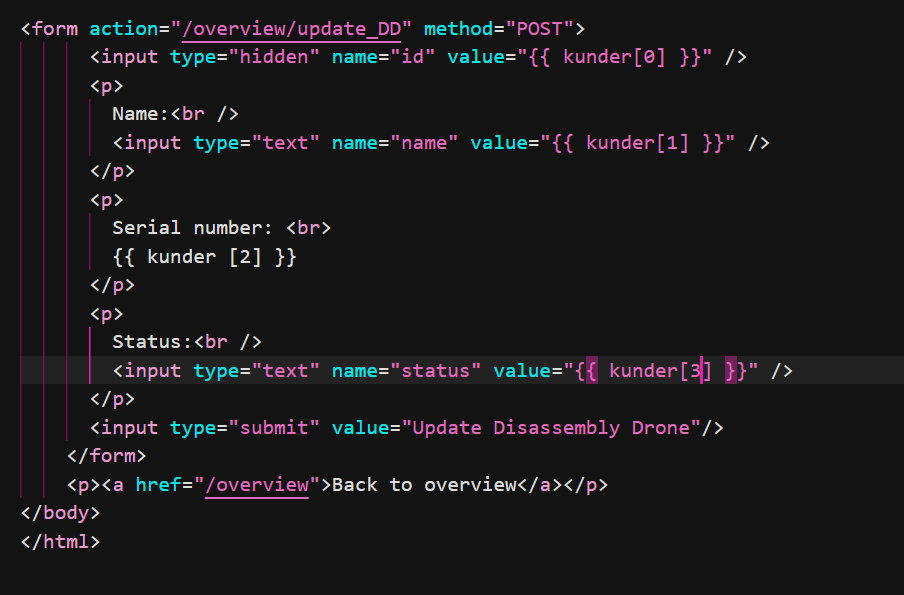 <form action="/overview/update_DD" method="POST">
<input type="hidden" name="id" value="{{ kunder[0] }}" />
<p>
Name:<br />
<input type="text" name="name" value="{{ kunder[1] }}" />
</p>
<p>
Serial number: <br>
{{ kunder [2] }}
</p>
<p>
Status:<br />
<input type="text" name="status" value="{{ kunder[3] }}" />
</p>
<input type="submit" value="Update Disassembly Drone"/>
</form>
<p><a href="/overview">Back to overview</a></p>
</body>
</html>